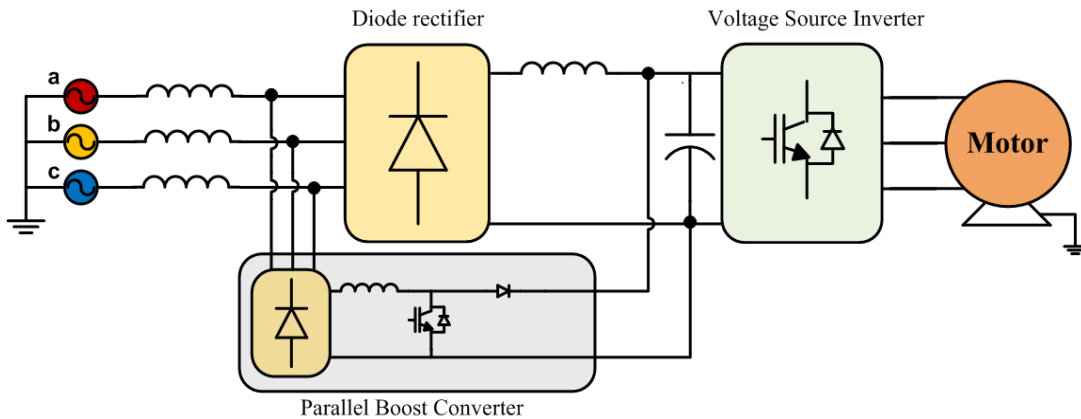 Diode rectifier
Voltage Source Inverter
a
b
c
Motor
Parallel Boost Converter